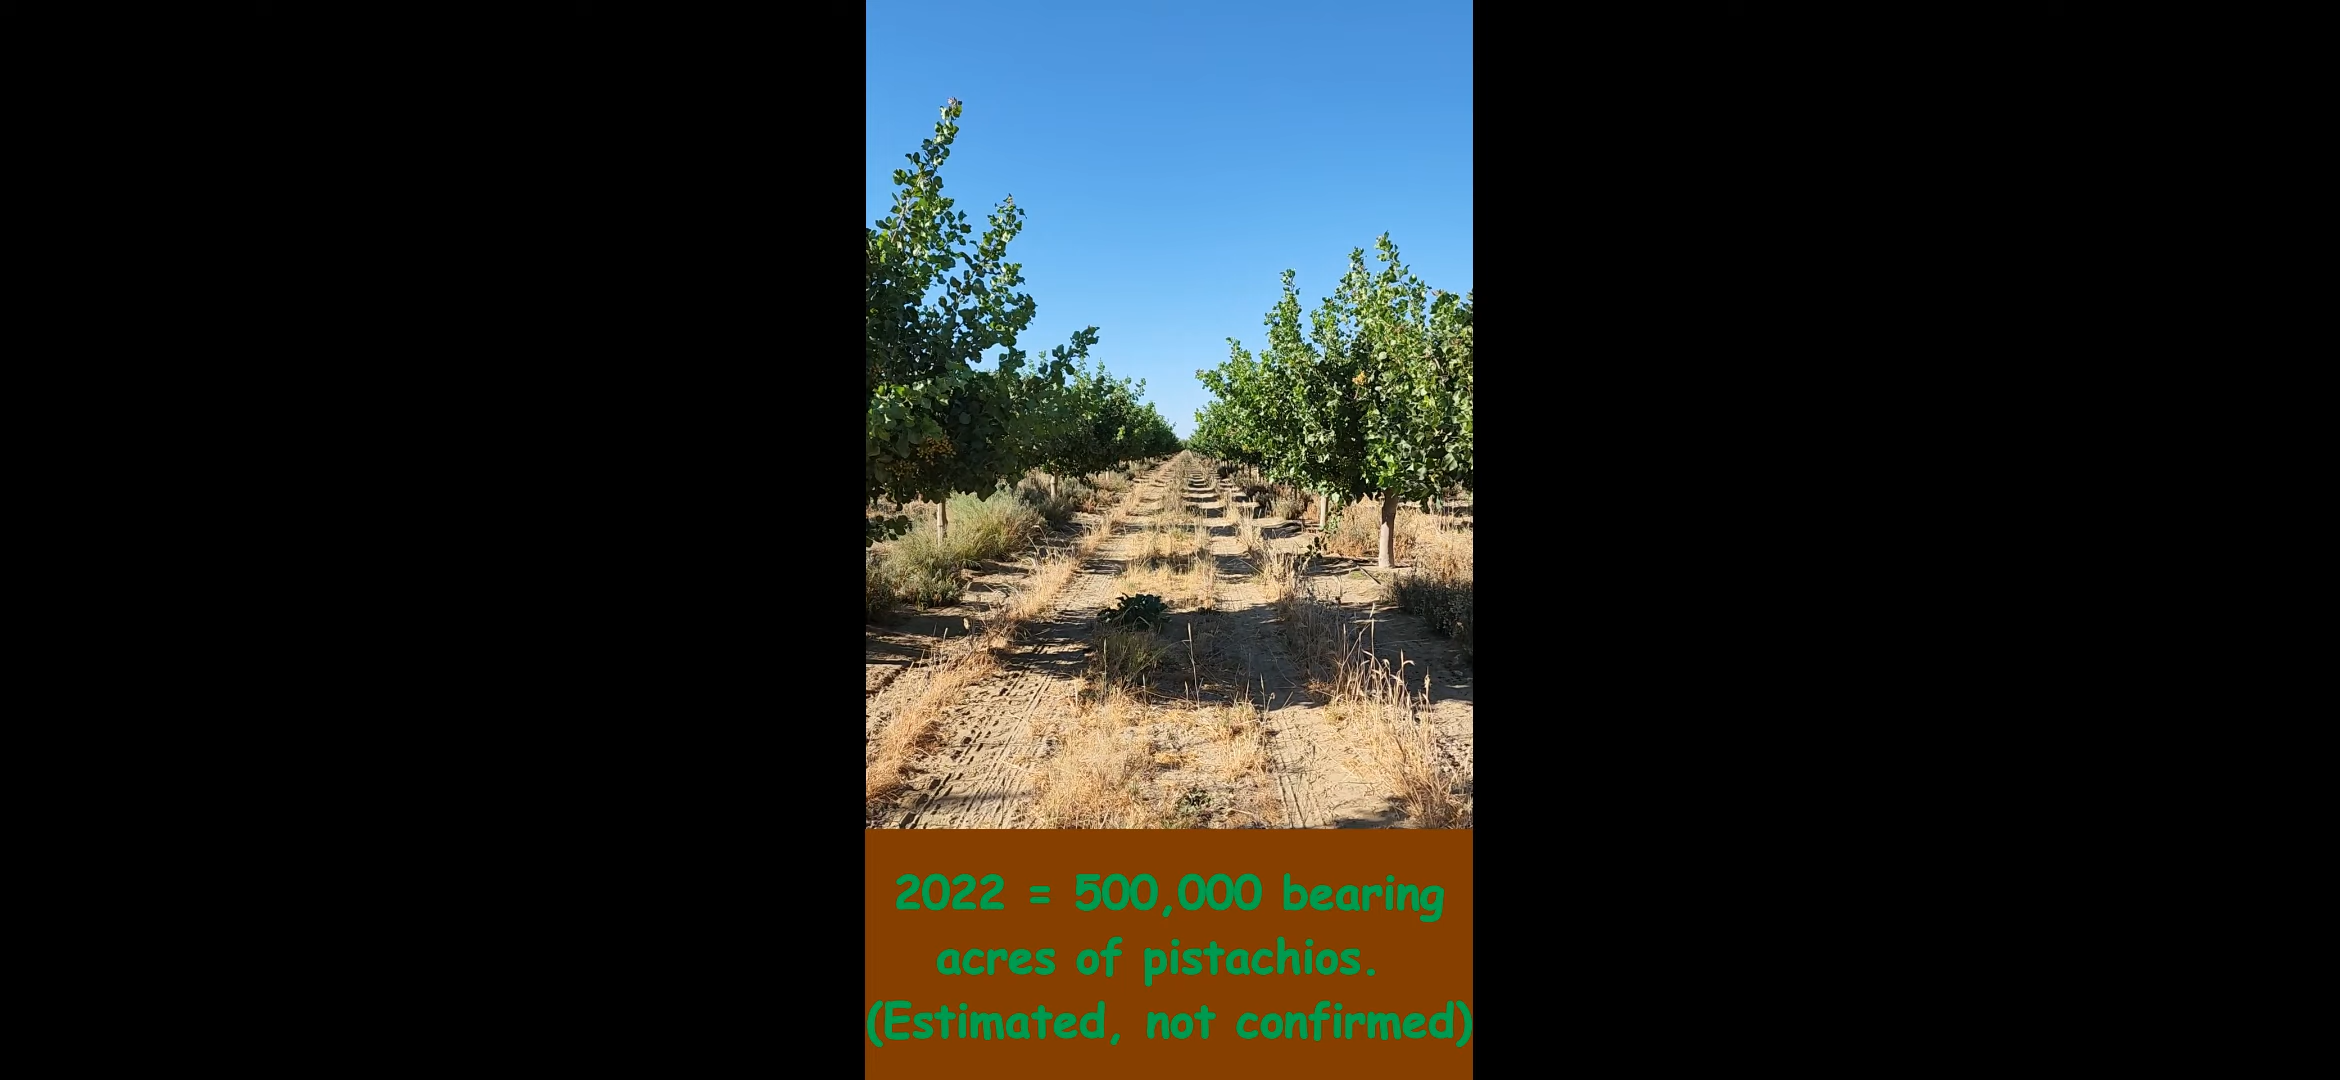 2022 = 500,000 bearing
acres of pistachios.
(Estimated, not confirmed)